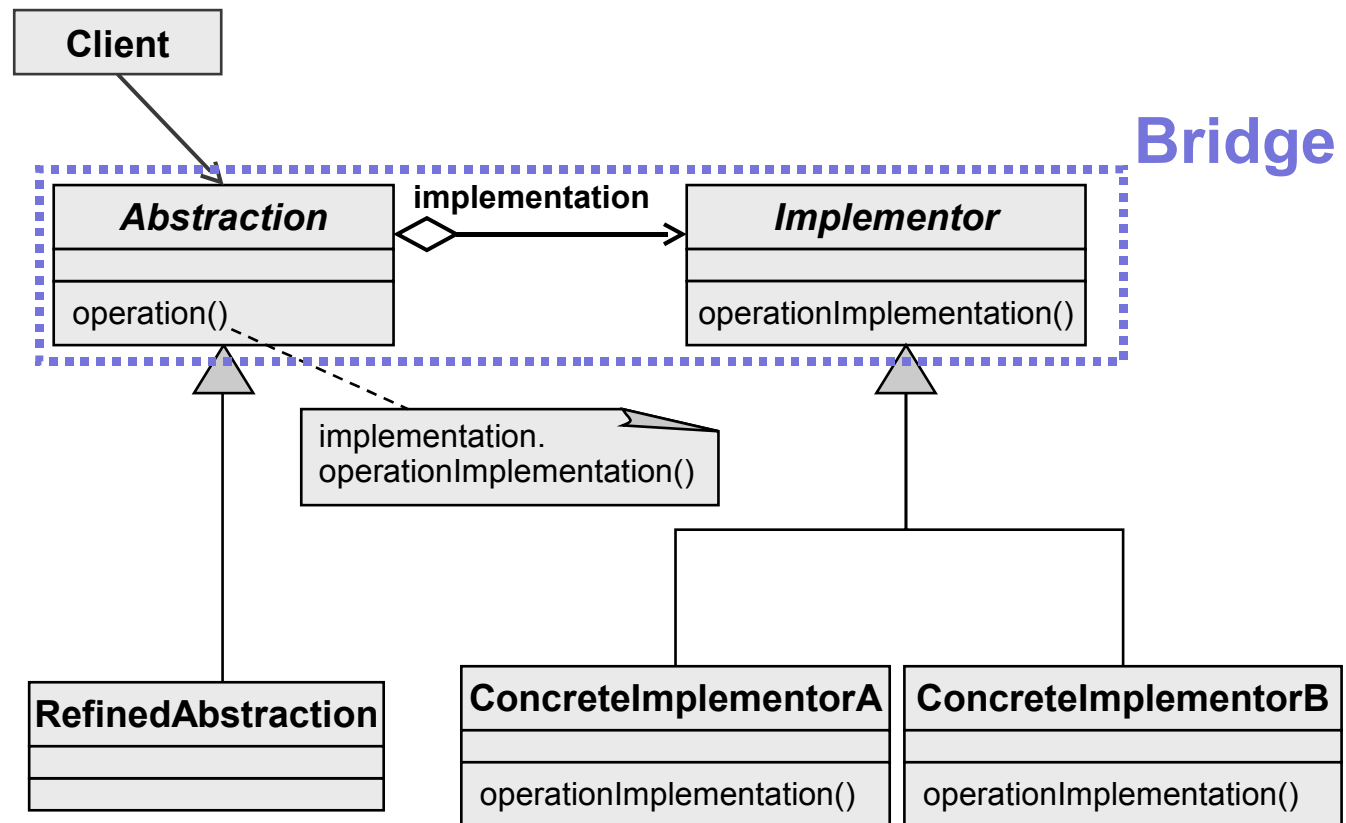 Client
Bridge
Abstraction
implementation
Implementor
operation()
operationImplementation()
implementation.
operationImplementation()
RefinedAbstraction
ConcreteImplementorA
ConcreteImplementorB
operationImplementation()
operationImplementation()